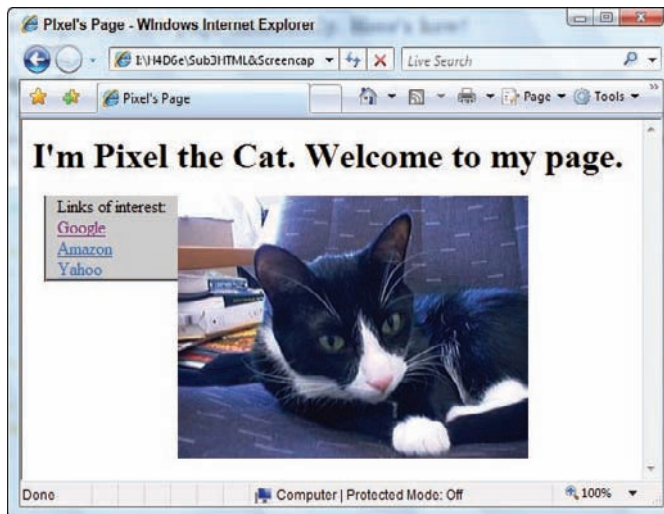 PIxel's Page - Windows Internet Explorer
I:\H4D6e\Sub3HTML&Screencap
Live Search
Pixel's Page
Page
Tools
I'm Pixel the Cat. Welcome to my page.
Links of interest:
Google
Amazon
Yahoo
Done
Computer | Protected Mode: Off
100%